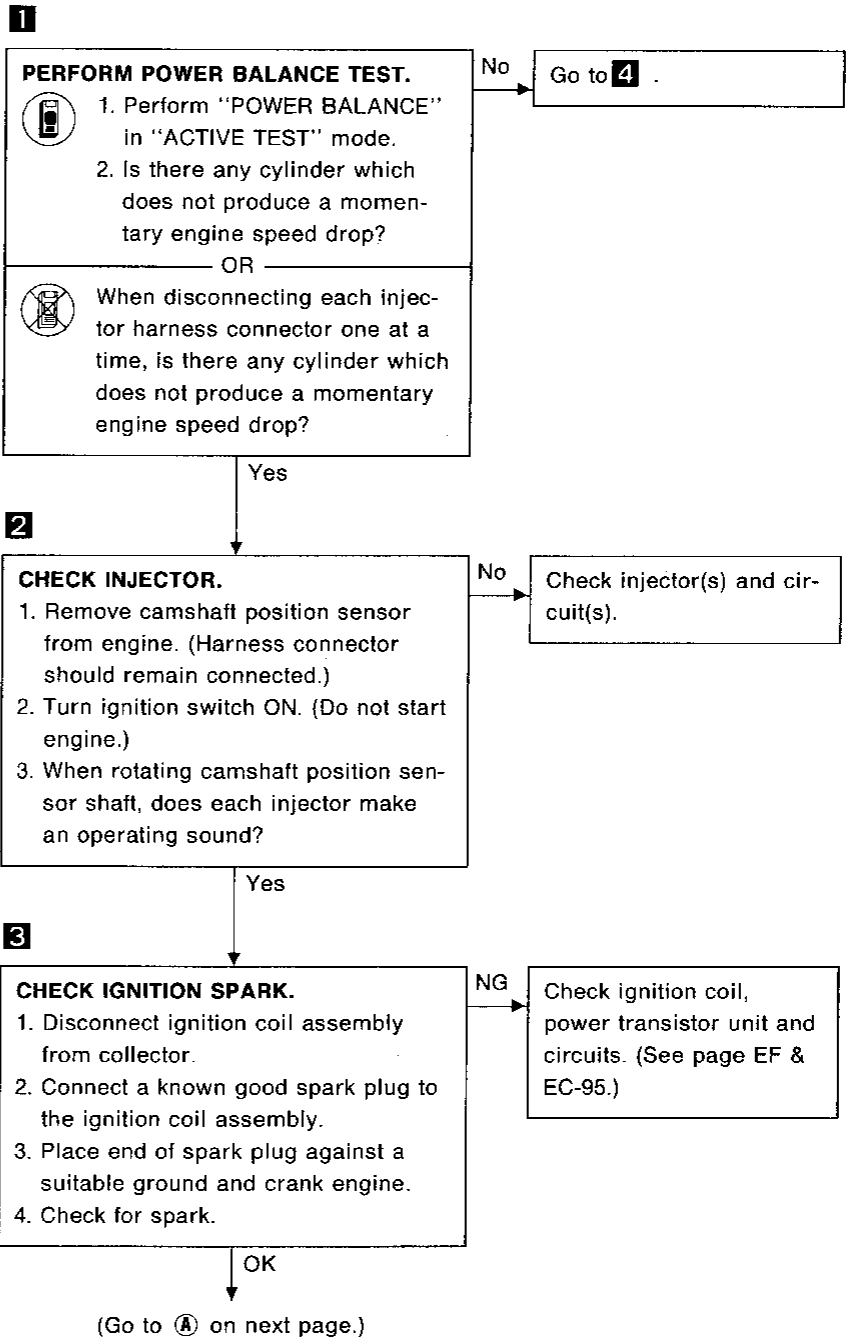 1
PERFORM POWER BALANCE TEST.
1. Perform "POWER BALANCE"
in "ACTIVE TEST" mode.
2. Is there any cylinder which
does not produce a momen-
tary engine speed drop?
OR
When disconnecting each injec-
tor harness connector one at a
time, is there any cylinder which
does not produce a momentary
engine speed drop?
No
Go to 4 .
Yes
2
CHECK INJECTOR.
1. Remove camshaft position sensor
from engine. (Harness connector
should remain connected.)
2. Turn ignition switch ON. (Do not start
engine.)
3. When rotating camshaft position sen-
sor shaft, does each injector make
an operating sound?
No
Check injector(s) and cir-
cuit(s).
Yes
3
CHECK IGNITION SPARK.
1. Disconnect ignition coil assembly
from collector.
2. Connect a known good spark plug to
the ignition coil assembly.
3. Place end of spark plug against a
suitable ground and crank engine.
4. Check for spark.
NG
Check ignition coil,
power transistor unit and
circuits. (See page EF &
EC-95.)
OK
(Go to Ⓐ on next page.)